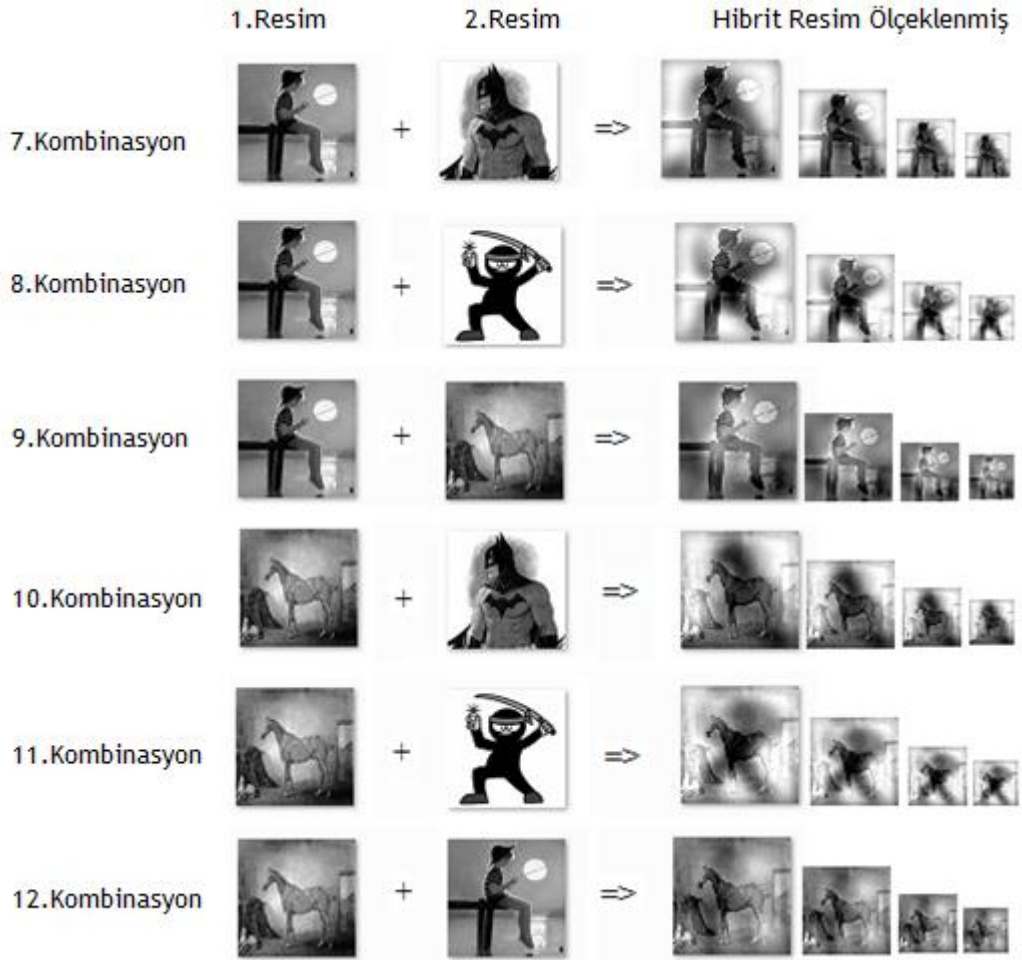 1.Resim 2.Resim Hibrit Resim Ölçeklenmiş
7.Kombinasyon + =>
8.Kombinasyon + =>
9.Kombinasyon + =>
10.Kombinasyon + =>
11.Kombinasyon + =>
12.Kombinasyon + =>